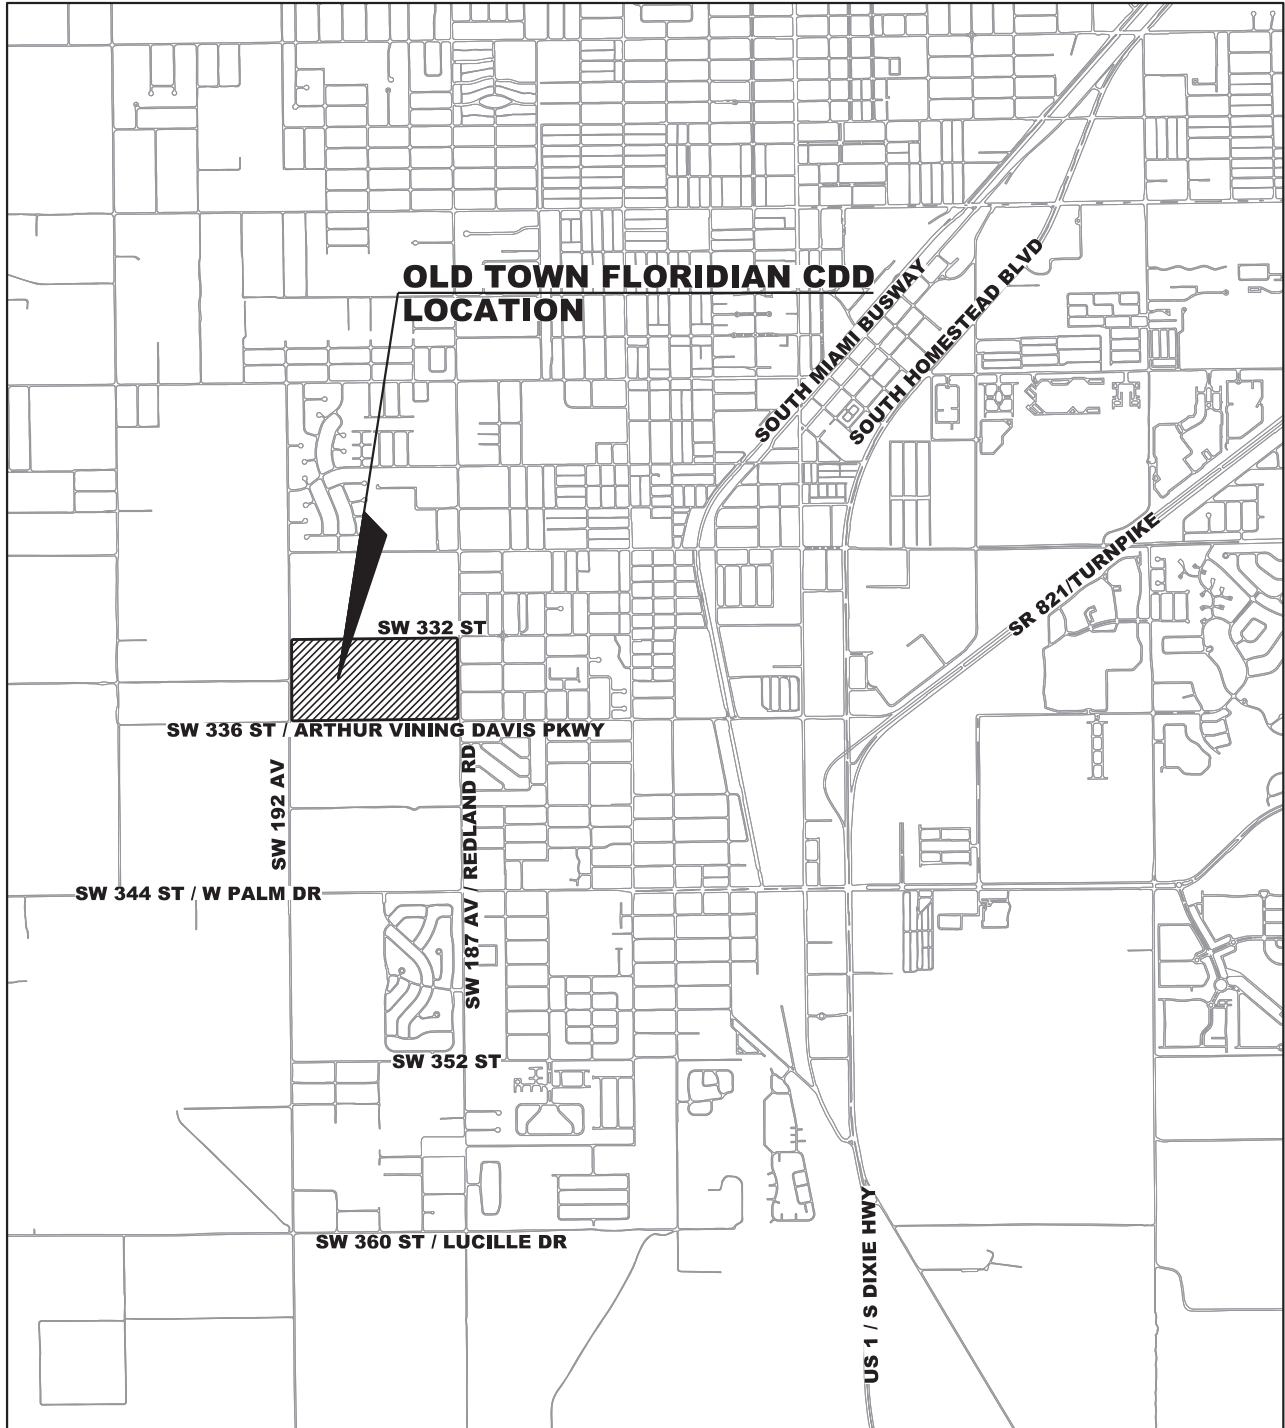 OLD TOWN FLORIDIAN CDD
LOCATION
SOUTH MIAMI BUSWAY
SOUTH HOMESTEAD BLVD
SR 821/TURNPIKE
SW 332 ST
SW 336 ST / ARTHUR VINING DAVIS PKWY
SW 192 AV
SW 187 AV / REDLAND RD
SW 344 ST / W PALM DR
SW 352 ST
SW 360 ST / LUCILLE DR
US 1 / S DIXIE HWY